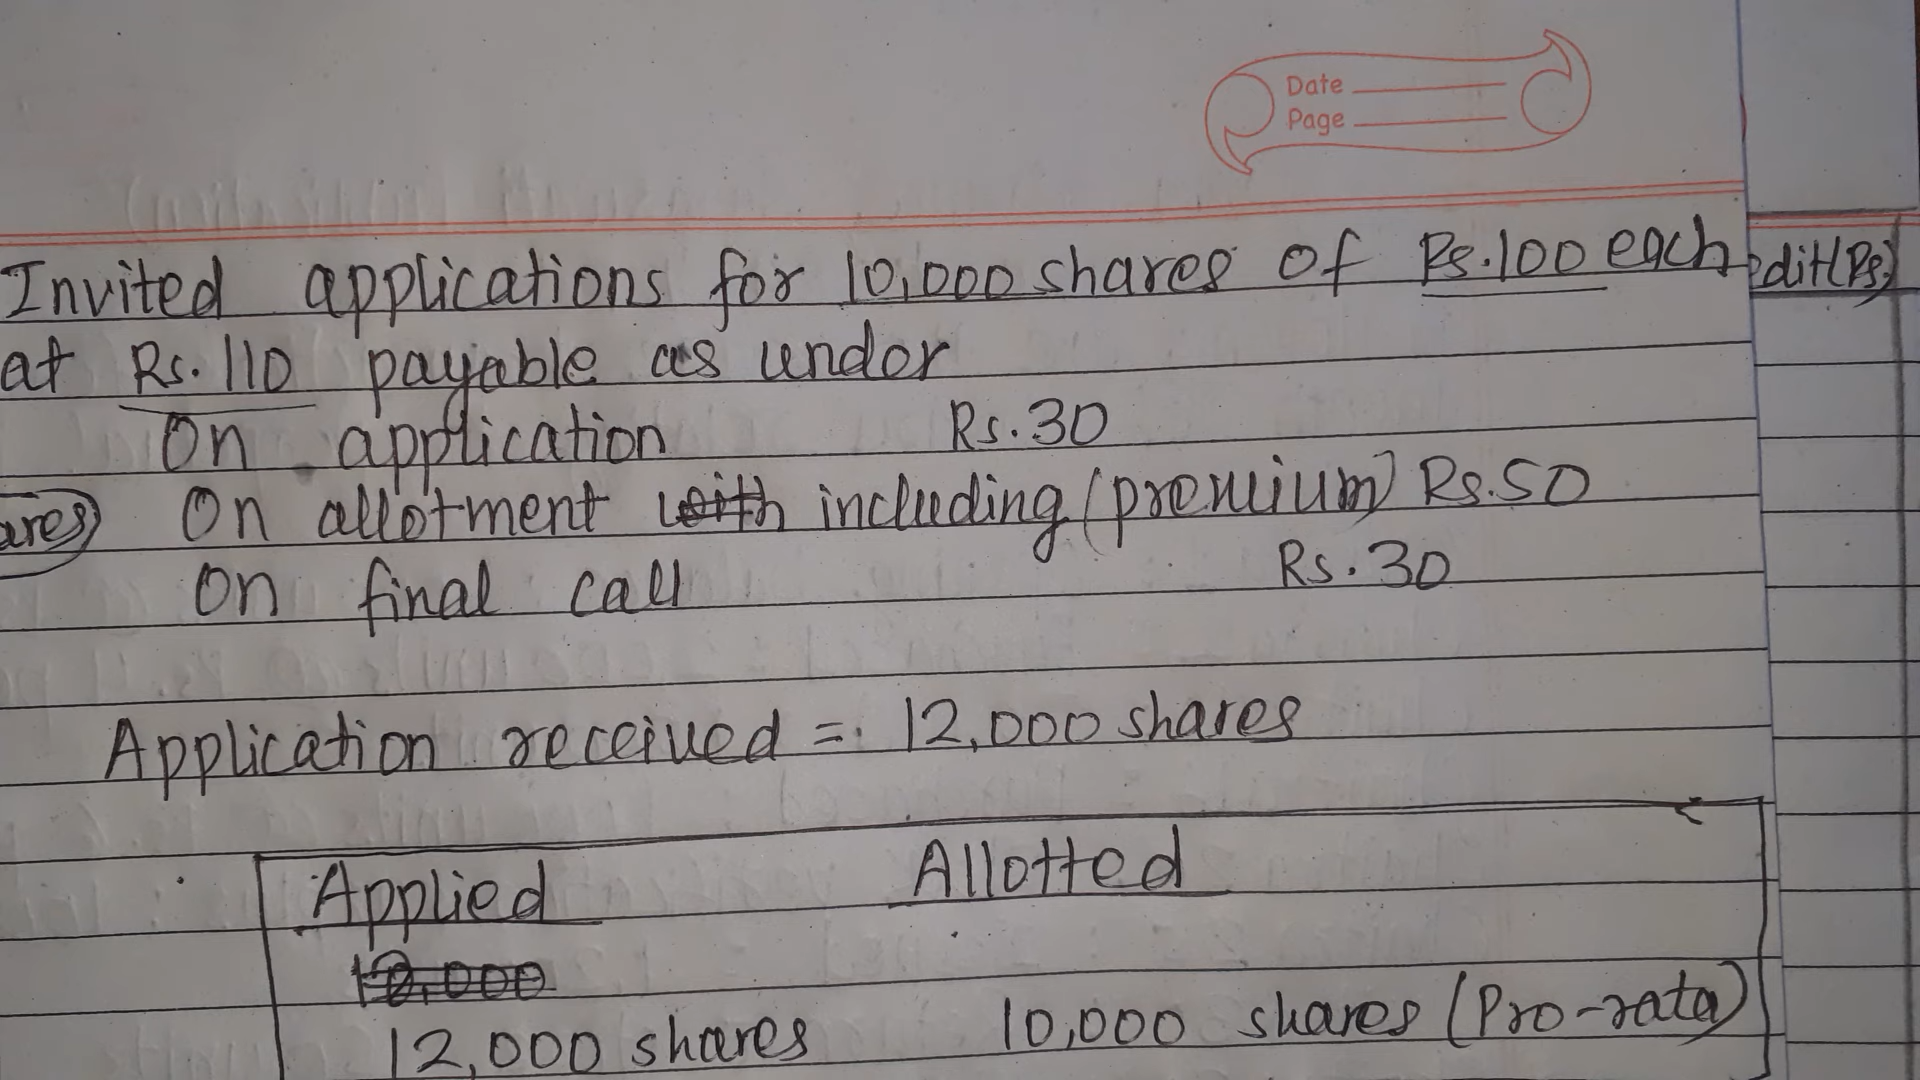 Date
Page
Invited applications for 10,000 shares of Rs.100 each
at Rs.110 payable as under
On application Rs.30
On allotment with including (premium) Rs.50
On final call Rs.30
Application received = 12,000 shares
Applied Allotted
12,000 shares 10,000 shares (Pro-rata)